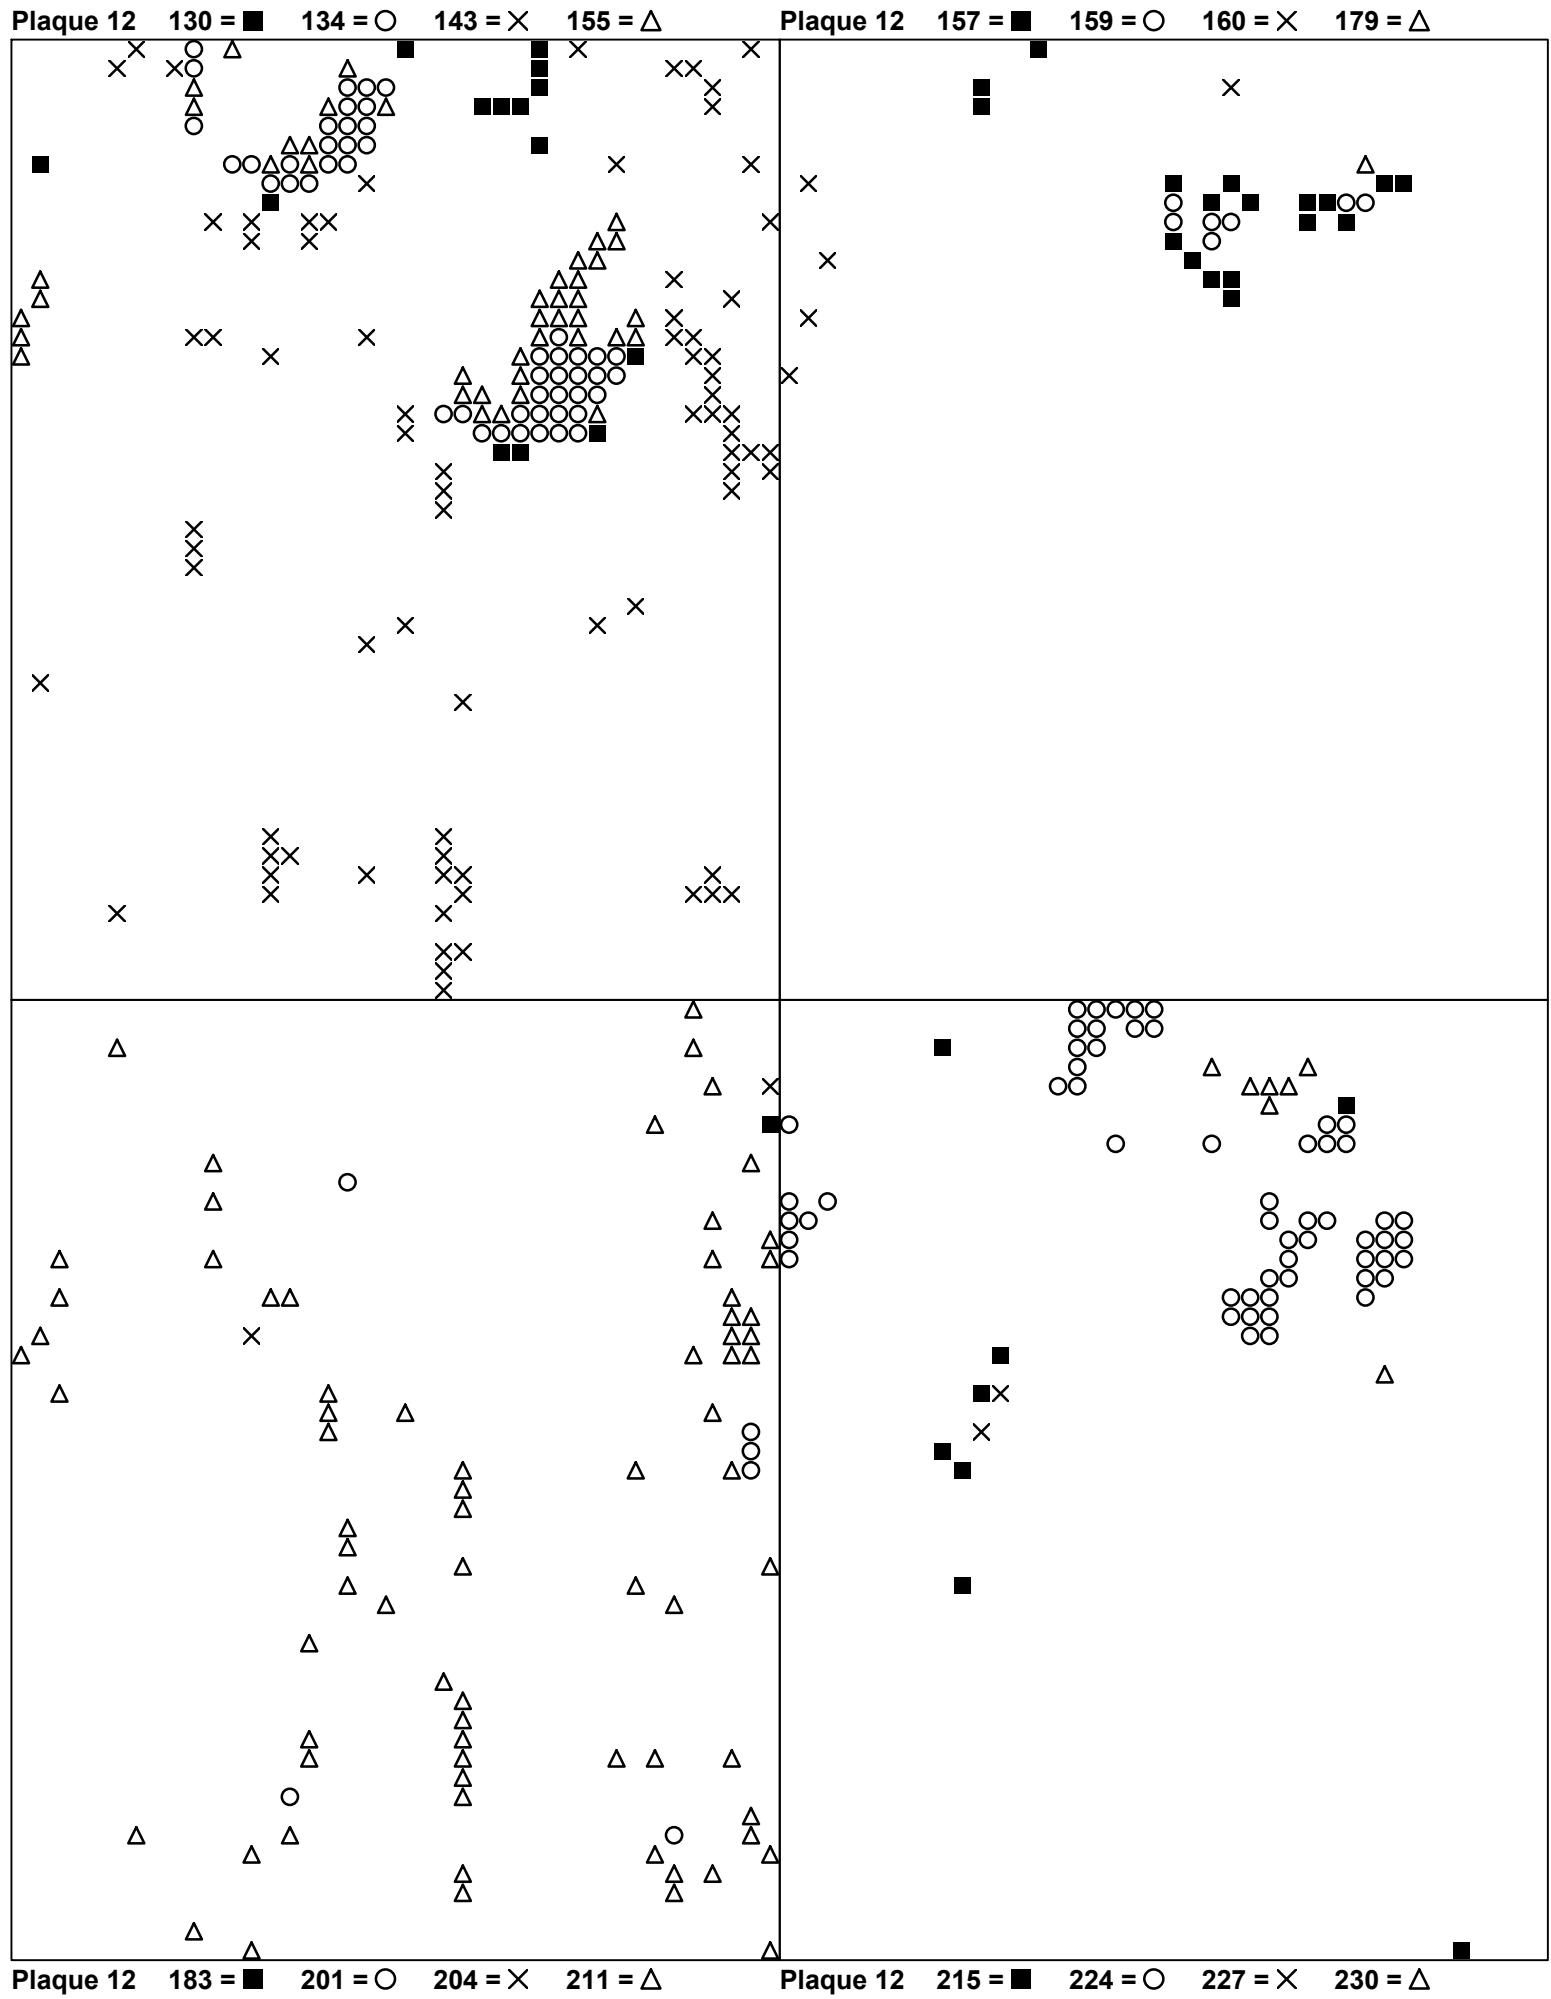 Plaque 12 130 = ■ 134 = ○ 143 = × 155 = △
Plaque 12 157 = ■ 159 = ○ 160 = × 179 = △
Plaque 12 183 = ■ 201 = ○ 204 = × 211 = △
Plaque 12 215 = ■ 224 = ○ 227 = × 230 = △